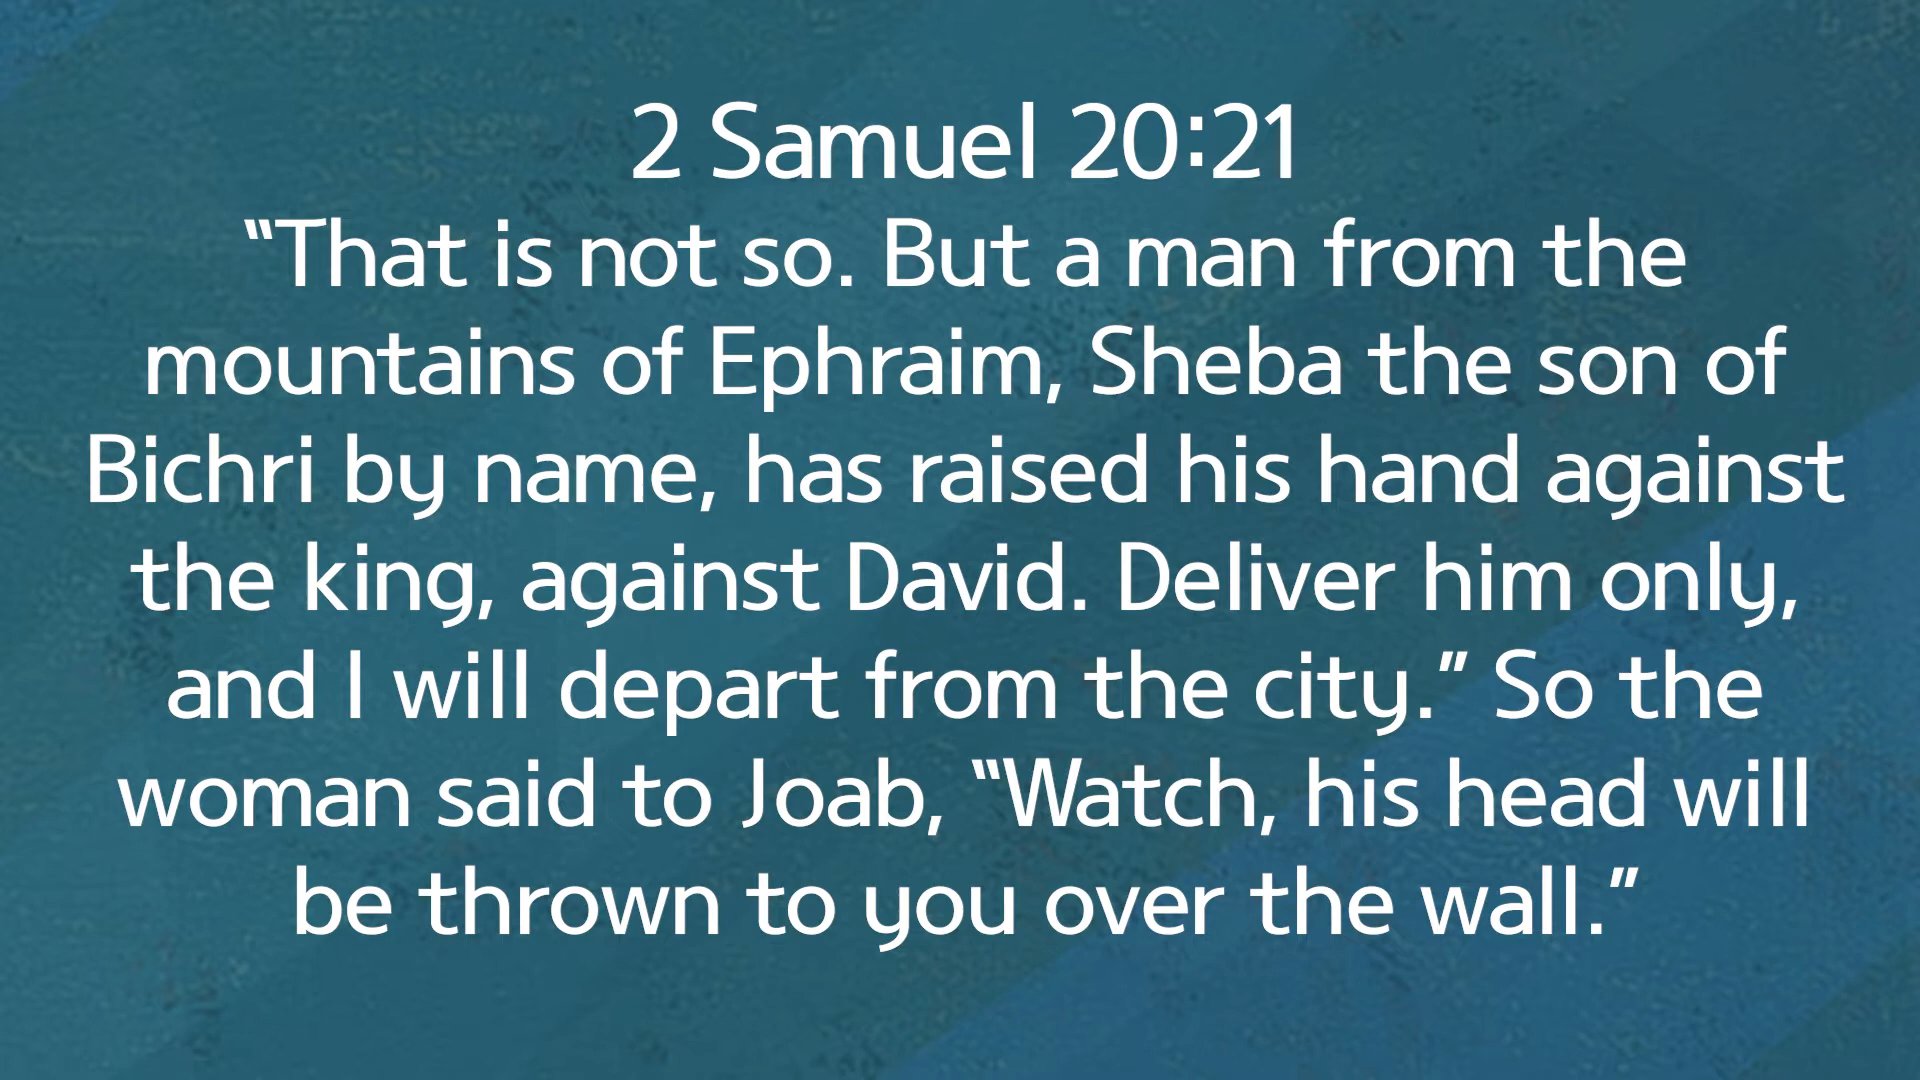 2 Samuel 20:21
“That is not so. But a man from the
mountains of Ephraim, Sheba the son of
Bichri by name, has raised his hand against
the king, against David. Deliver him only,
and I will depart from the city.” So the
woman said to Joab, “Watch, his head will
be thrown to you over the wall.”